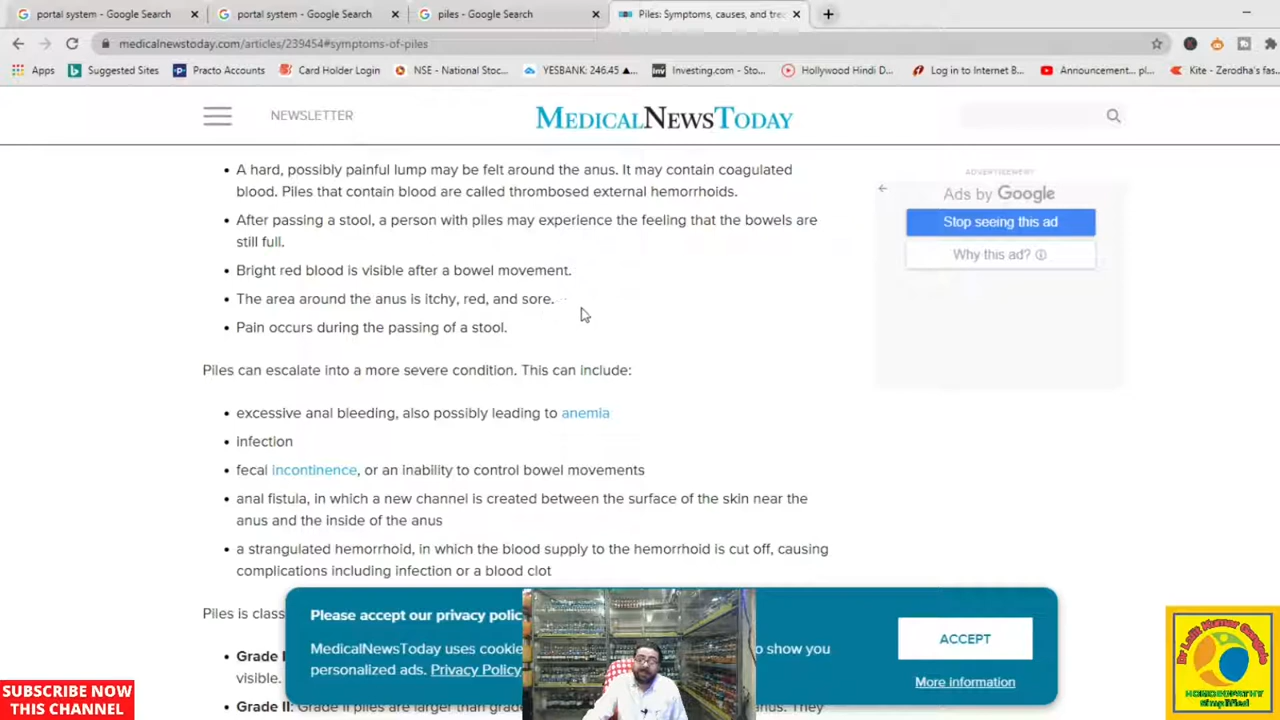 portal system - Google Search
portal system - Google Search
piles - Google Search
Piles: Symptoms, causes, and trea
medicalnewstoday.com/articles/239454#symptoms-of-piles
Apps
Suggested Sites
Practo Accounts
Card Holder Login
NSE - National Stoc...
YESBANK: 246.45 ▲...
Investing.com - Sto...
Hollywood Hindi D...
Log in to Internet B...
Announcement... pl...
Kite - Zerodha's fas
NEWSLETTER
MEDICALNEWSTODAY
• A hard, possibly painful lump may be felt around the anus. It may contain coagulated
blood. Piles that contain blood are called thrombosed external hemorrhoids.
• After passing a stool, a person with piles may experience the feeling that the bowels are
still full.
• Bright red blood is visible after a bowel movement.
• The area around the anus is itchy, red, and sore.
• Pain occurs during the passing of a stool.
Piles can escalate into a more severe condition. This can include:
• excessive anal bleeding, also possibly leading to anemia
• infection
• fecal incontinence, or an inability to control bowel movements
• anal fistula, in which a new channel is created between the surface of the skin near the
anus and the inside of the anus
• a strangulated hemorrhoid, in which the blood supply to the hemorrhoid is cut off, causing
complications including infection or a blood clot
Piles is class
• Grade I
visible.
• Grade II: Grade II piles are larger than grade anus. They
ADVERTISEMENT
Ads by Google
Stop seeing this ad
Why this ad?
Please accept our privacy polic
MedicalNewsToday uses cookie to show you
personalized ads. Privacy Policy
ACCEPT
More information
SUBSCRIBE NOW
THIS CHANNEL
HOMOEOPATHY
Simplified